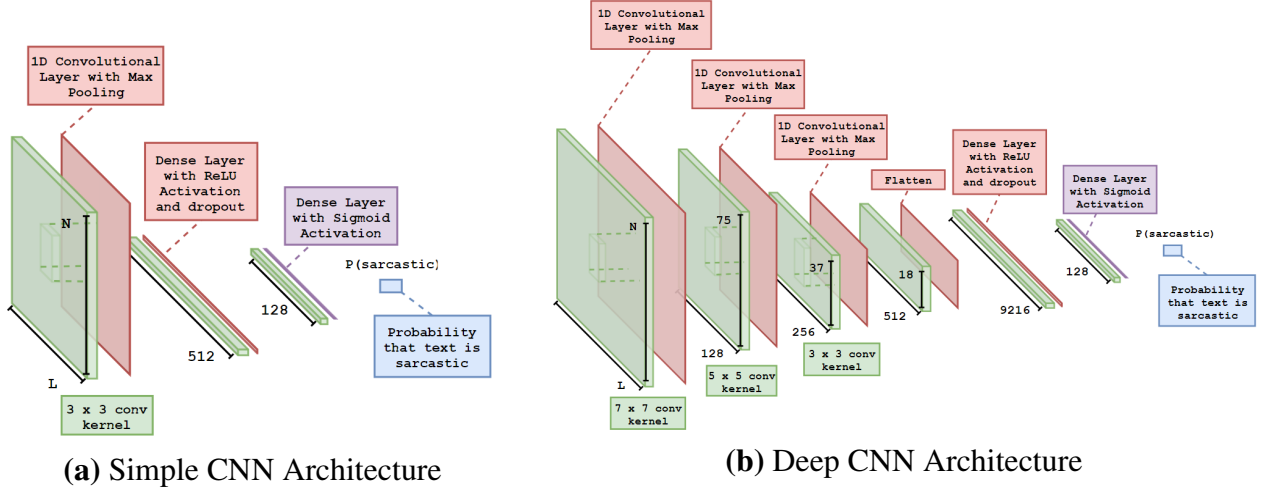 1D Convolutional
Layer with Max
Pooling
Dense Layer
with ReLU
Activation
and dropout
Dense Layer
with Sigmoid
Activation
N
P(sarcastic)
128
512
L
Probability
that text is
sarcastic
3 x 3 conv
kernel
(a) Simple CNN Architecture
1D Convolutional
Layer with Max
Pooling
1D Convolutional
Layer with Max
Pooling
1D Convolutional
Layer with Max
Pooling
Flatten
Dense Layer
with ReLU
Activation
and dropout
Dense Layer
with Sigmoid
Activation
N
75
37
18
P(sarcastic)
L
128
256
512
9216
128
Probability
that text is
sarcastic
7 x 7 conv
kernel
5 x 5 conv
kernel
3 x 3 conv
kernel
(b) Deep CNN Architecture